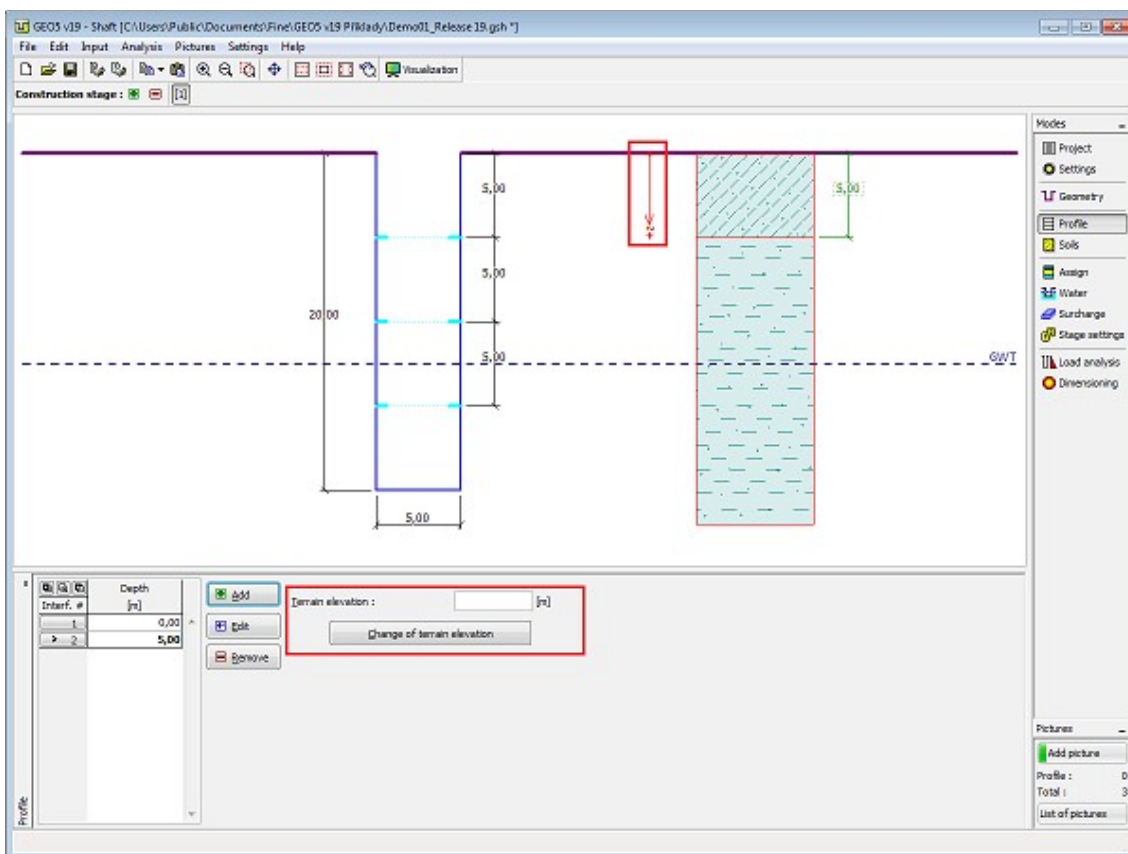 GEO5 v19 - Shaft [C:\Users\Public\Documents\Fine\GEO5 v19 Příklady\Demo01_Release 19.gsh *]
File Edit Input Analysis Pictures Settings Help
Visualization
Construction stage : [1]
5,00
5,00
5,00
5,00
20,00
GWT
5,00
+z
Modes
Project
Settings
Geometry
Profile
Soils
Assign
Water
Surcharge
Stage settings
Load analysis
Dimensioning
Interf. #
Depth
[m]
1 0,00
> 2 5,00
Add
Edit
Remove
Terrain elevation : [m]
Change of terrain elevation
Profile
Pictures
Add picture
Profile : 0
Total : 3
List of pictures